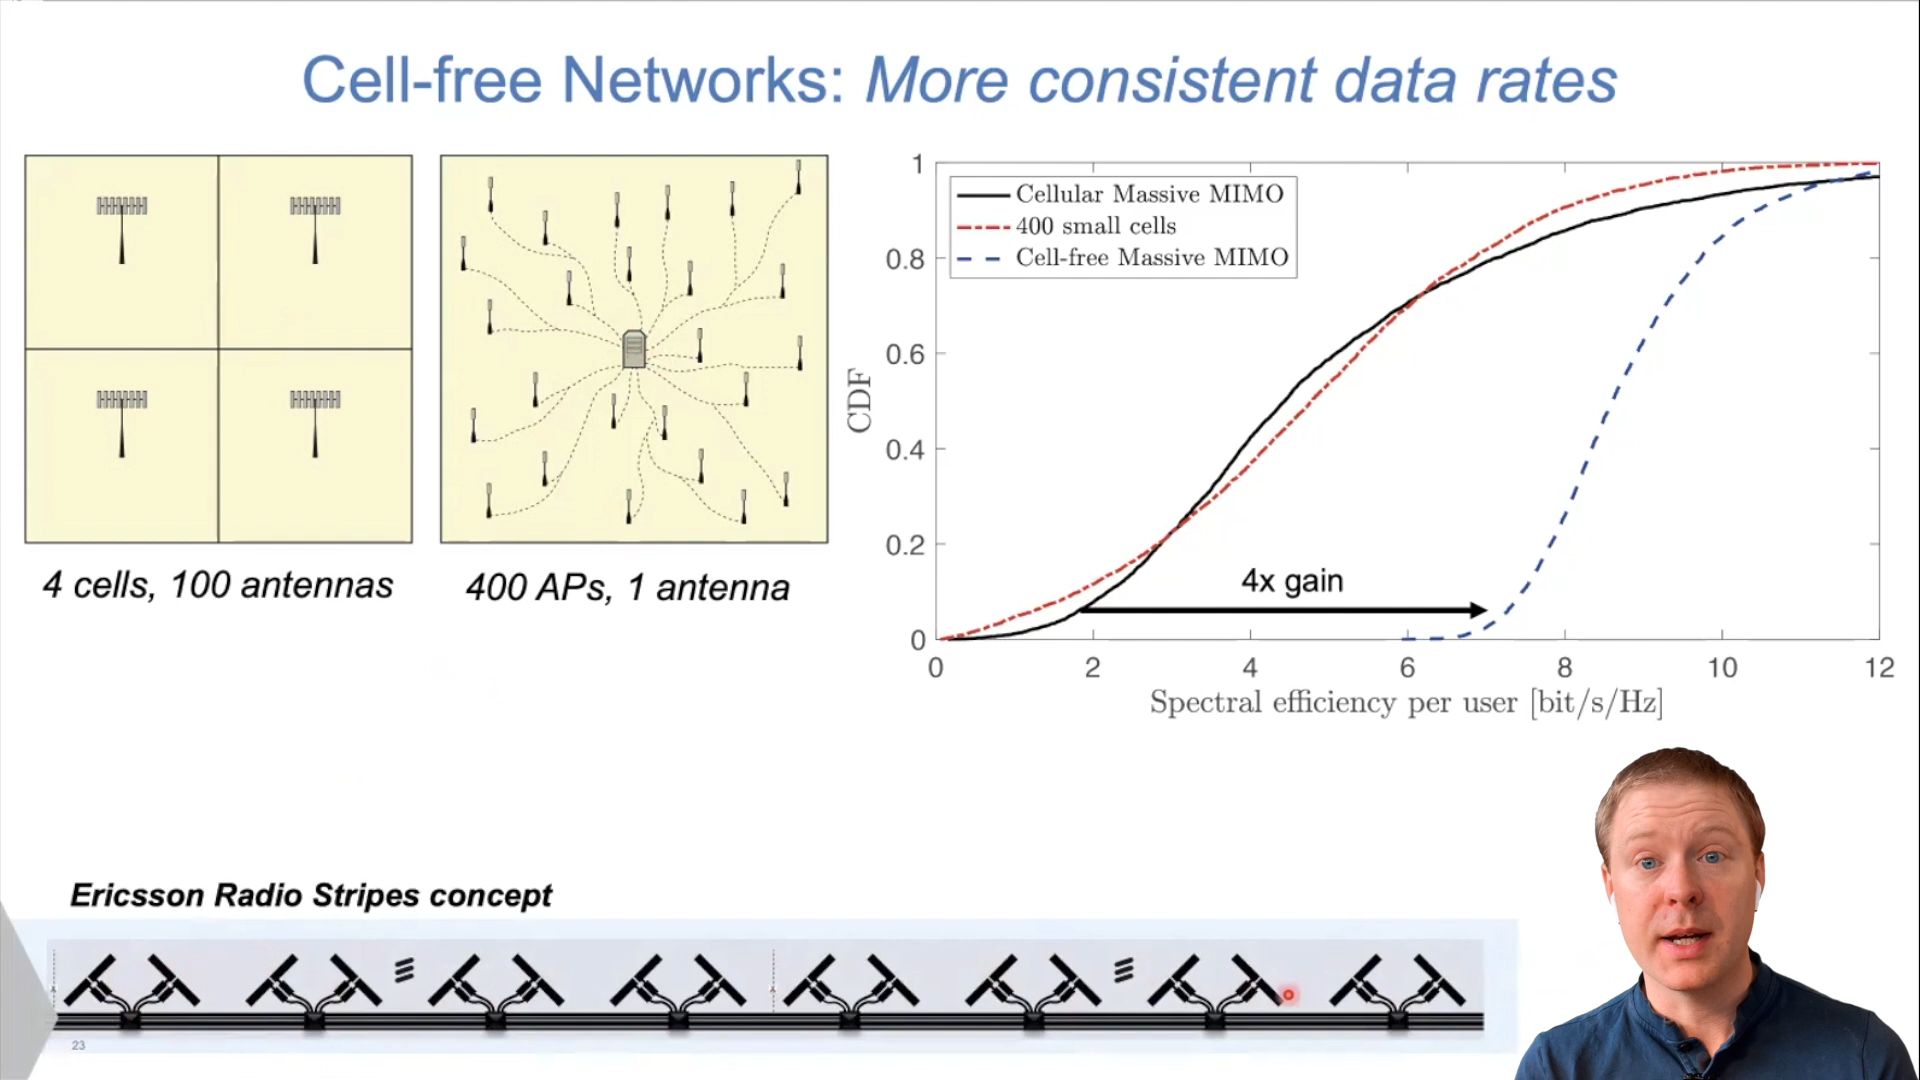 Cell-free Networks: More consistent data rates
4 cells, 100 antennas
400 APs, 1 antenna
Cellular Massive MIMO
400 small cells
Cell-free Massive MIMO
1
0.8
0.6
0.4
0.2
0
CDF
4x gain
0 2 4 6 8 10 12
Spectral efficiency per user [bit/s/Hz]
Ericsson Radio Stripes concept
23